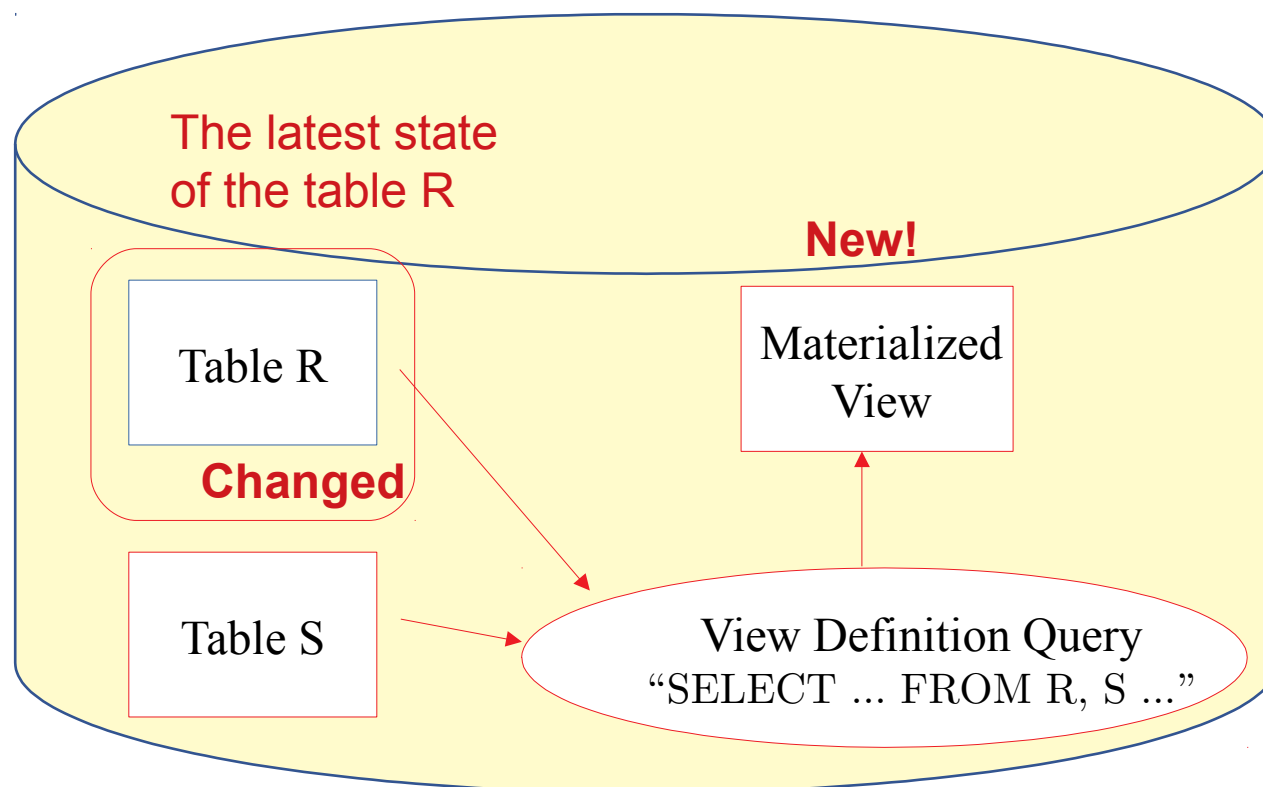 The latest state
of the table R
New!
Table R
Materialized
View
Changed
Table S
View Definition Query
“SELECT ... FROM R, S ...”